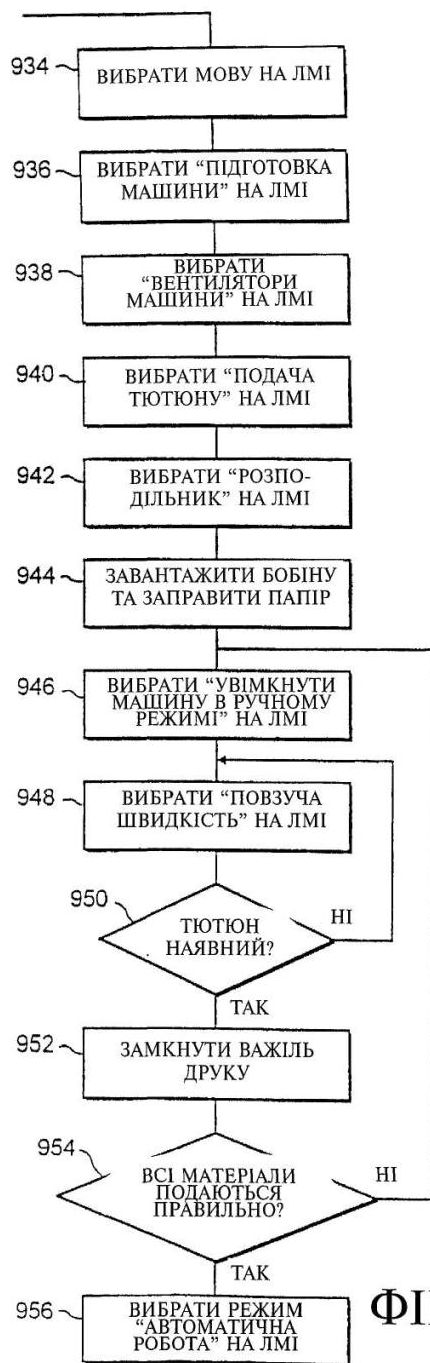 934
ВИБРАТИ МОВУ НА ЛМІ
936
ВИБРАТИ “ПІДГОТОВКА
МАШИНИ” НА ЛМІ
938
ВИБРАТИ
“ВЕНТИЛЯТОРИ
МАШИНИ” НА ЛМІ
940
ВИБРАТИ “ПОДАЧА
ТЮТЮНУ” НА ЛМІ
942
ВИБРАТИ “РОЗПО-
ДІЛЬНИК” НА ЛМІ
944
ЗАВАНТАЖИТИ БОБІНУ
ТА ЗАПРАВИТИ ПАПІР
946
ВИБРАТИ “УВІМКНУТИ
МАШИНУ В РУЧНОМУ
РЕЖИМІ” НА ЛМІ
948
ВИБРАТИ “ПОВЗУЧА
ШВИДКІСТЬ” НА ЛМІ
950
ТЮТЮН
НАЯВНИЙ?
НІ
ТАК
952
ЗАМКНУТИ ВАЖІЛЬ
ДРУКУ
954
ВСІ МАТЕРІАЛИ
ПОДАЮТЬСЯ
ПРАВИЛЬНО?
НІ
ТАК
956
ВИБРАТИ РЕЖИМ
“АВТОМАТИЧНА
РОБОТА” НА ЛМІ